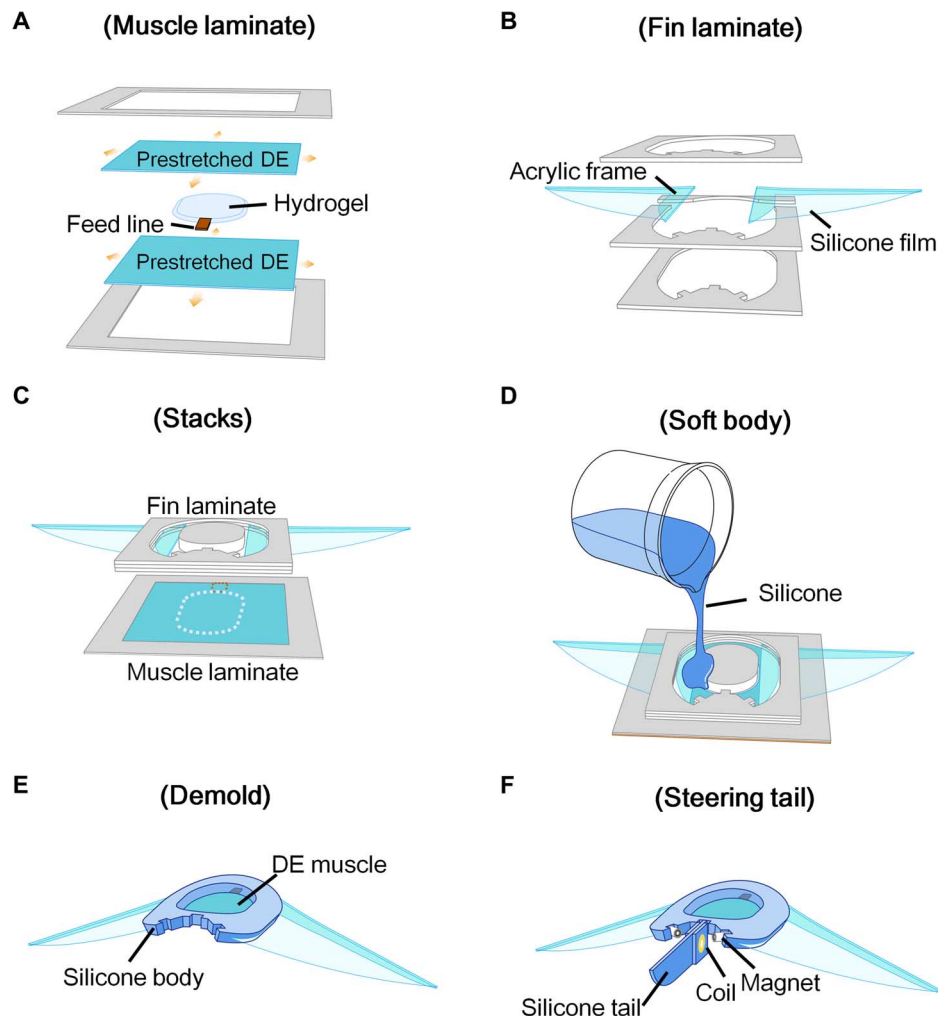 A
(Muscle laminate)
Prestretched DE
Hydrogel
Feed line
Prestretched DE
B
(Fin laminate)
Acrylic frame
Silicone film
C
(Stacks)
Fin laminate
Muscle laminate
D
(Soft body)
Silicone
E
(Demold)
DE muscle
Silicone body
F
(Steering tail)
Magnet
Coil
Silicone tail